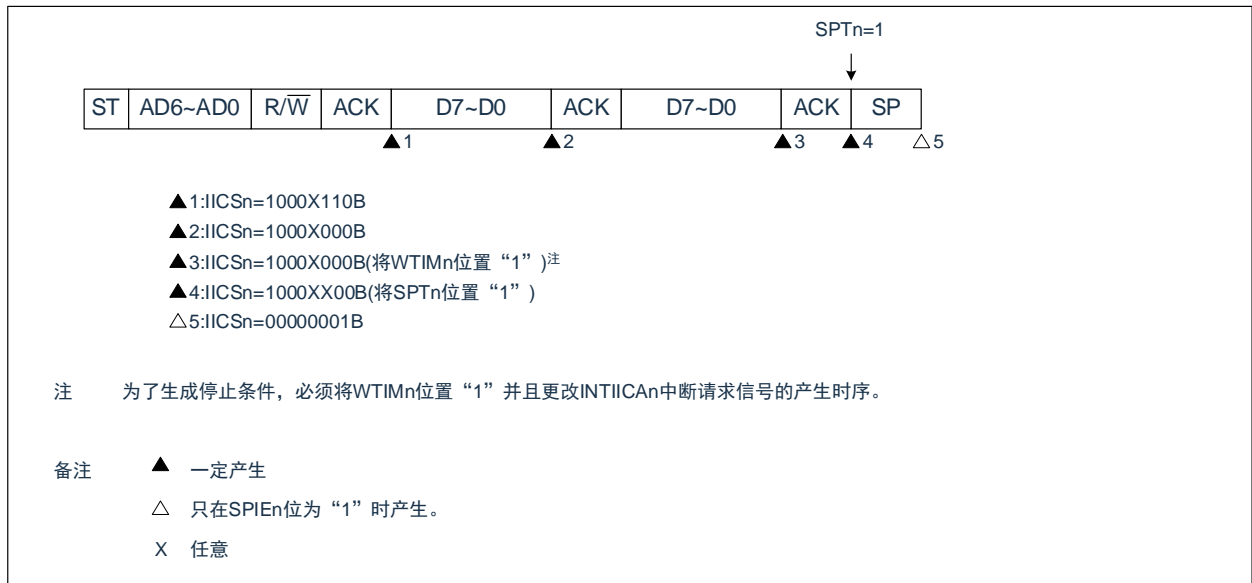 SPTn=1
ST AD6~AD0 R/W̅ ACK D7~D0 ACK D7~D0 ACK SP
▲1 ▲2 ▲3 ▲4 △5
▲1:IICSn=1000X110B
▲2:IICSn=1000X000B
▲3:IICSn=1000X000B(将WTIMn位置“1”)注
▲4:IICSn=1000XX00B(将SPTn位置“1”)
△5:IICSn=00000001B
注 为了生成停止条件，必须将WTIMn位置“1”并且更改INTIICAn中断请求信号的产生时序。
备注 ▲ 一定产生
△ 只在SPIEn位为“1”时产生。
X 任意